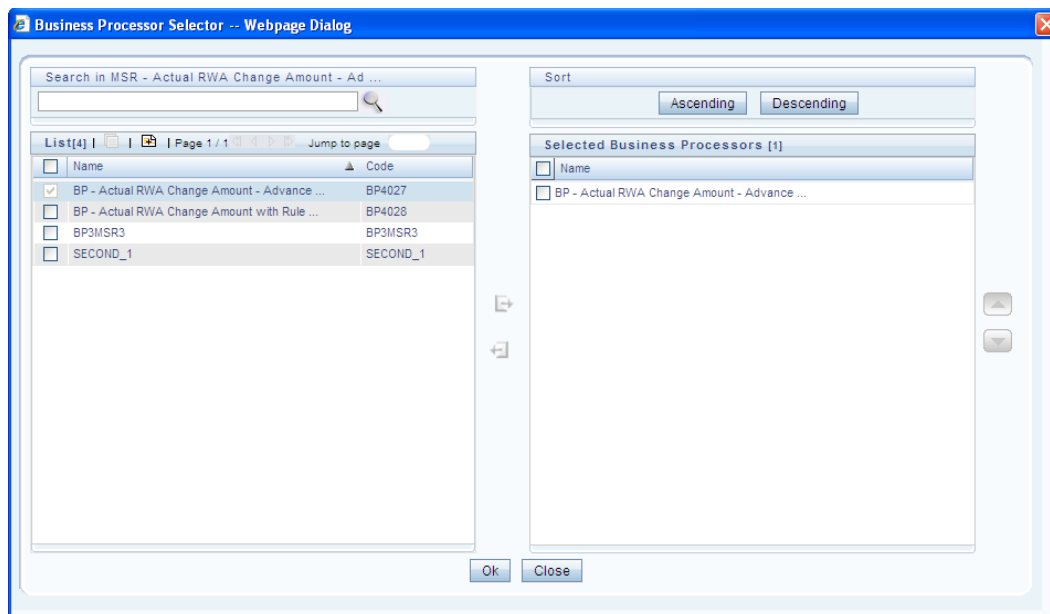 Business Processor Selector -- Webpage Dialog
Search in MSR - Actual RWA Change Amount - Ad ...
List[4] | | | Page 1 / 1 Jump to page
Name Code
BP - Actual RWA Change Amount - Advance ... BP4027
BP - Actual RWA Change Amount with Rule ... BP4028
BP3MSR3 BP3MSR3
SECOND_1 SECOND_1
Sort
Ascending Descending
Selected Business Processors [1]
Name
BP - Actual RWA Change Amount - Advance ...
Ok Close